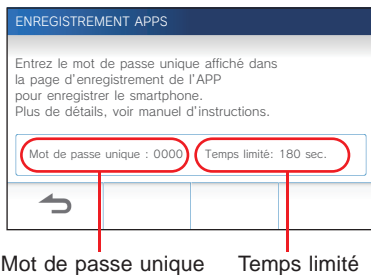 ENREGISTREMENT APPS
Entrez le mot de passe unique affiché dans
la page d'enregistrement de l'APP
pour enregistrer le smartphone.
Plus de détails, voir manuel d'instructions.
Mot de passe unique : 0000 Temps limité: 180 sec.
Mot de passe unique Temps limité